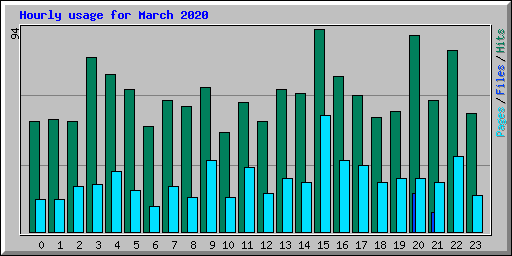 Hourly usage for March 2020
94
Pages/Files/Hits
0 1 2 3 4 5 6 7 8 9 10 11 12 13 14 15 16 17 18 19 20 21 22 23